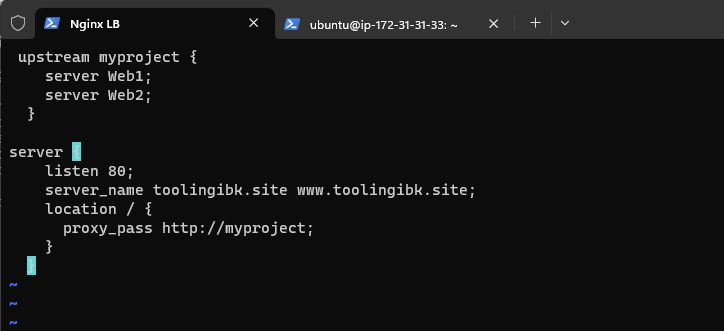 Nginx LB
ubuntu@ip-172-31-31-33: ~
upstream myproject {
server Web1;
server Web2;
}
server {
listen 80;
server_name toolingibk.site www.toolingibk.site;
location / {
proxy_pass http://myproject;
}
}
~
~
~